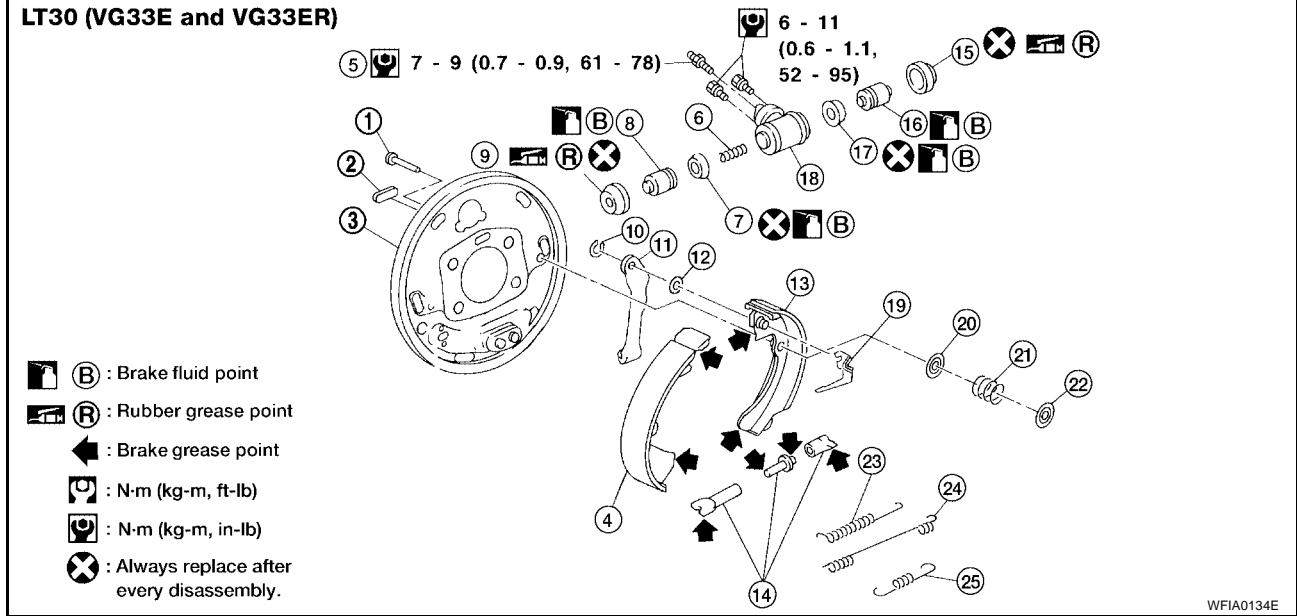 LT30 (VG33E and VG33ER)
5 7 - 9 (0.7 - 0.9, 61 - 78)
6 - 11
(0.6 - 1.1,
52 - 95)
15 R
1
2
3
9 R
B 8
6
7 B
18
17 B
16 B
10
11
12
13
19
20
21
22
4
14
23
24
25
B : Brake fluid point
R : Rubber grease point
: Brake grease point
: N·m (kg-m, ft-lb)
: N·m (kg-m, in-lb)
: Always replace after
every disassembly.
WFIA0134E